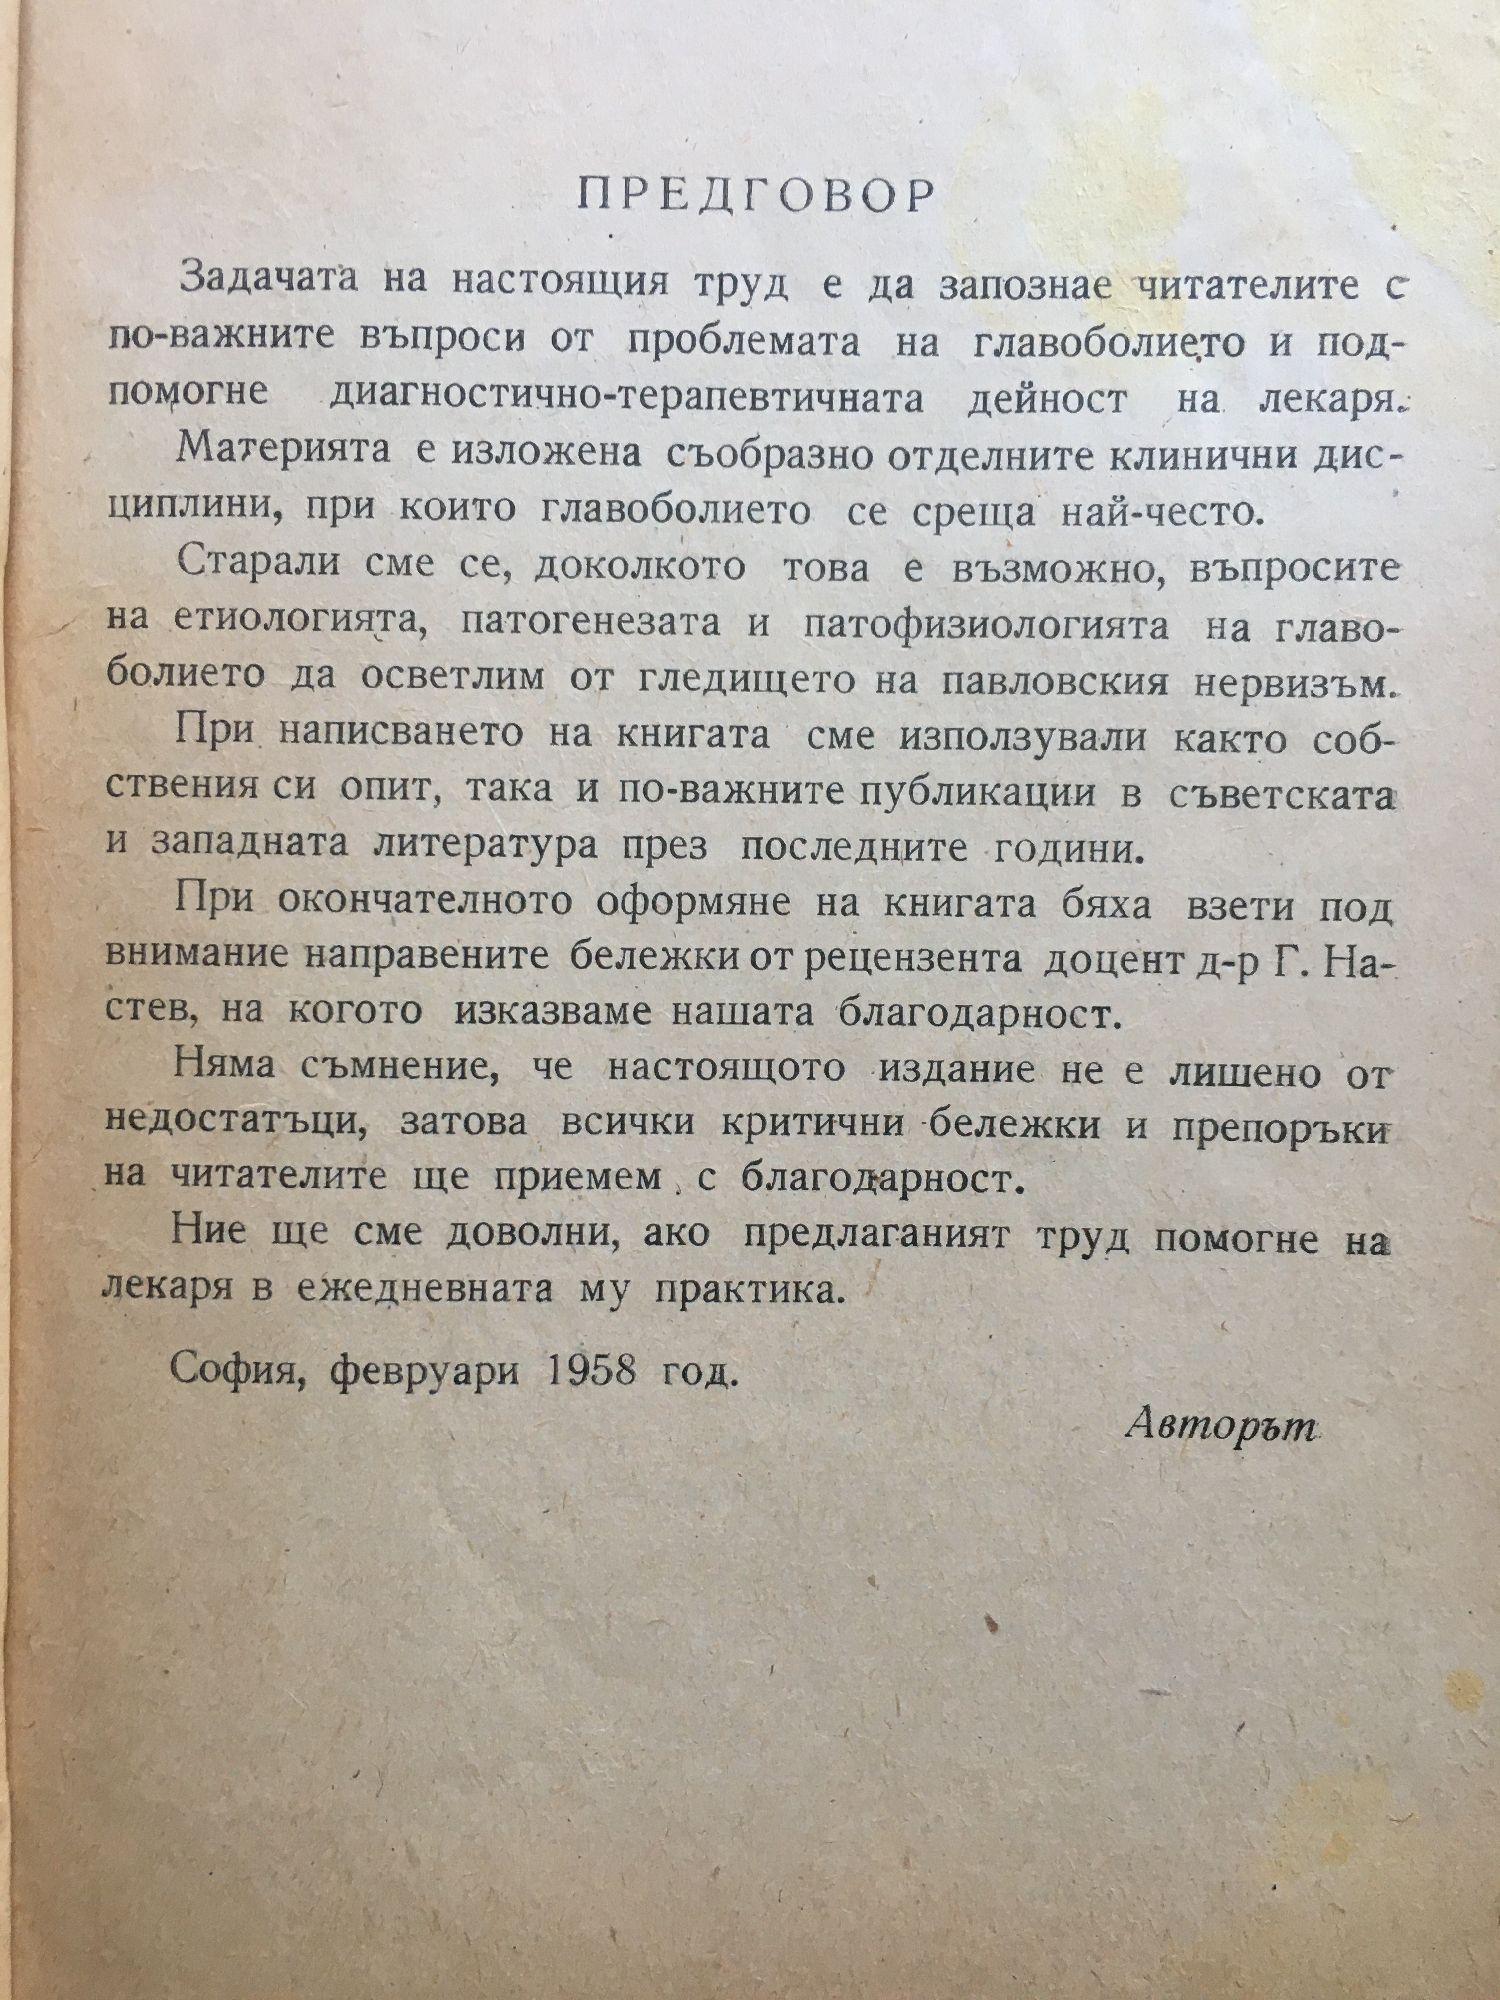 ПРЕДГОВОР
Задачата на настоящия труд е да запознае читателите с
по-важните въпроси от проблемата на главоболието и под-
помогне диагностично-терапевтичната дейност на лекаря.
Материята е изложена съобразно отделните клинични дис-
циплини, при които главоболието се среща най-често.
Старали сме се, доколкото това е възможно, въпросите
на етиологията, патогенезата и патофизиологията на главо-
болието да осветлим от гледището на павловския нервизъм.
При написването на книгата сме използували както соб-
ствения си опит, така и по-важните публикации в съветската
и западната литература през последните години.
При окончателното оформяне на книгата бяха взети под
внимание направените бележки от рецензента доцент д-р Г. На-
стев, на когото изказваме нашата благодарност.
Няма съмнение, че настоящото издание не е лишено от
недостатъци, затова всички критични бележки и препоръки
на читателите ще приемем с благодарност.
Ние ще сме доволни, ако предлаганият труд помогне на
лекаря в ежедневната му практика.
София, февруари 1958 год.
Авторът